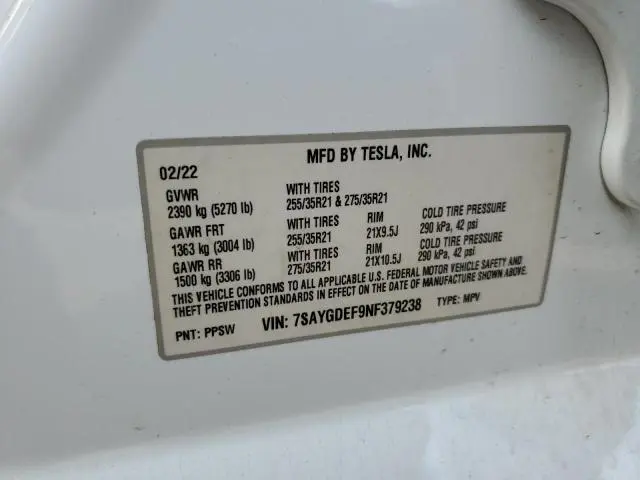 MFD BY TESLA, INC.
02/22
GVWR WITH TIRES
2390 kg (5270 lb) 255/35R21 & 275/35R21
GAWR FRT WITH TIRES RIM COLD TIRE PRESSURE
1363 kg (3004 lb) 255/35R21 21X9.5J 290 kPa, 42 psi
GAWR RR WITH TIRES RIM COLD TIRE PRESSURE
1500 kg (3306 lb) 275/35R21 21X10.5J 290 kPa, 42 psi
THIS VEHICLE CONFORMS TO ALL APPLICABLE U.S. FEDERAL MOTOR VEHICLE SAFETY AND
THEFT PREVENTION STANDARDS IN EFFECT ON THE DATE OF MANUFACTURE SHOWN ABOVE.
PNT: PPSW VIN: 7SAYGDEF9NF379238 TYPE: MPV